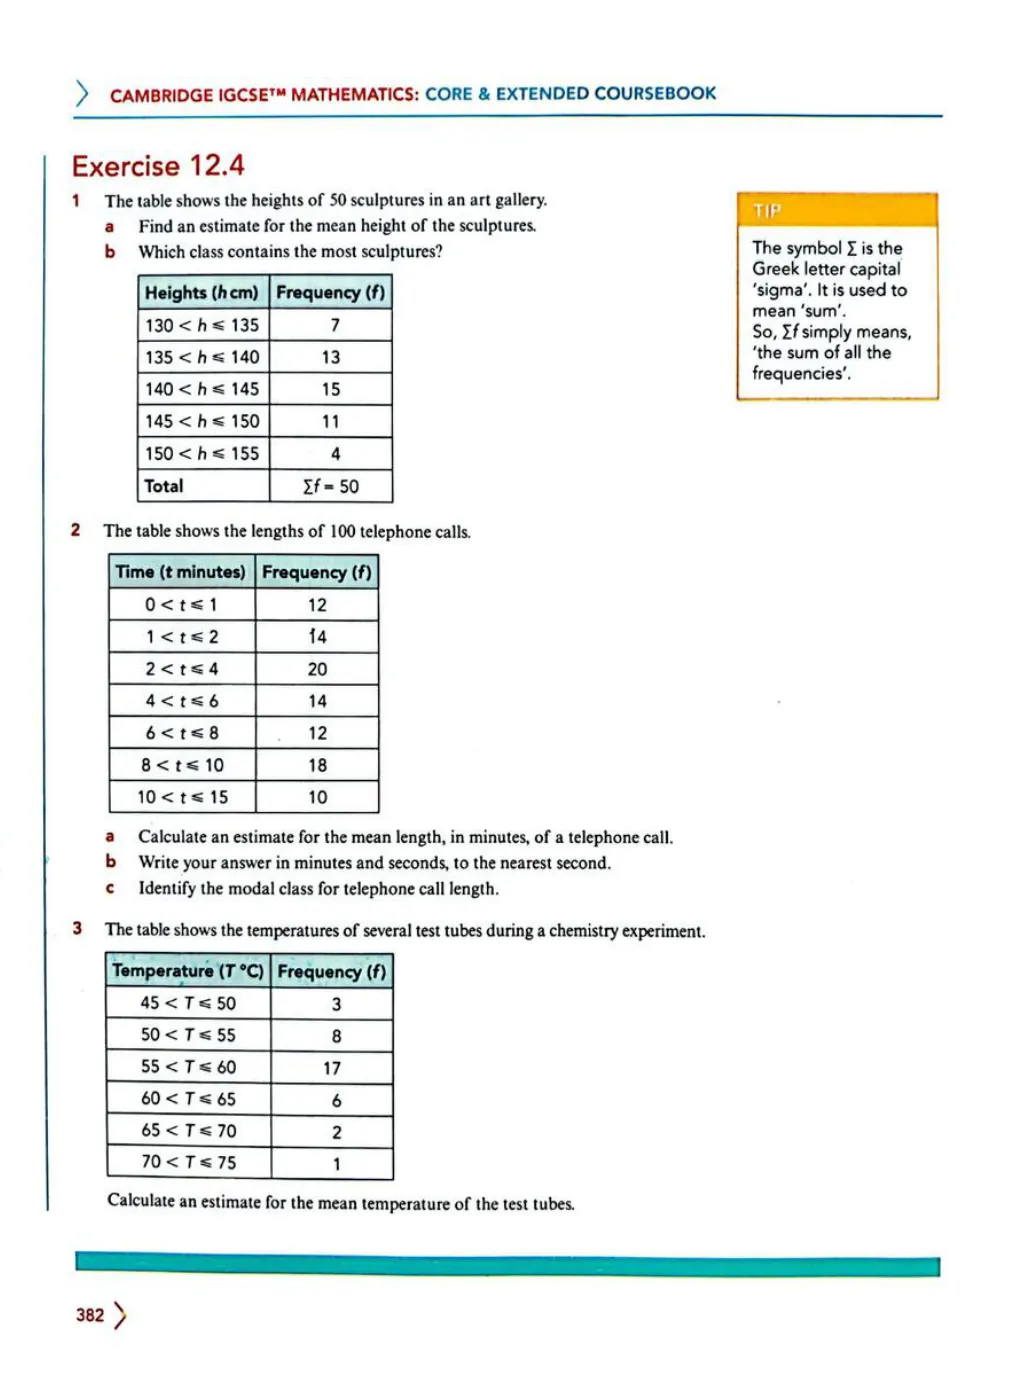 CAMBRIDGE IGCSE™ MATHEMATICS: CORE & EXTENDED COURSEBOOK
Exercise 12.4
1 The table shows the heights of 50 sculptures in an art gallery.
a Find an estimate for the mean height of the sculptures.
b Which class contains the most sculptures?
Heights (h cm) Frequency (f)
130 < h ⩽ 135 7
135 < h ⩽ 140 13
140 < h ⩽ 145 15
145 < h ⩽ 150 11
150 < h ⩽ 155 4
Total Σf = 50
TIP
The symbol Σ is the
Greek letter capital
'sigma'. It is used to
mean 'sum'.
So, Σf simply means,
'the sum of all the
frequencies'.
2 The table shows the lengths of 100 telephone calls.
Time (t minutes) Frequency (f)
0 < t ⩽ 1 12
1 < t ⩽ 2 14
2 < t ⩽ 4 20
4 < t ⩽ 6 14
6 < t ⩽ 8 12
8 < t ⩽ 10 18
10 < t ⩽ 15 10
a Calculate an estimate for the mean length, in minutes, of a telephone call.
b Write your answer in minutes and seconds, to the nearest second.
c Identify the modal class for telephone call length.
3 The table shows the temperatures of several test tubes during a chemistry experiment.
Temperature (T °C) Frequency (f)
45 < T ⩽ 50 3
50 < T ⩽ 55 8
55 < T ⩽ 60 17
60 < T ⩽ 65 6
65 < T ⩽ 70 2
70 < T ⩽ 75 1
Calculate an estimate for the mean temperature of the test tubes.
382